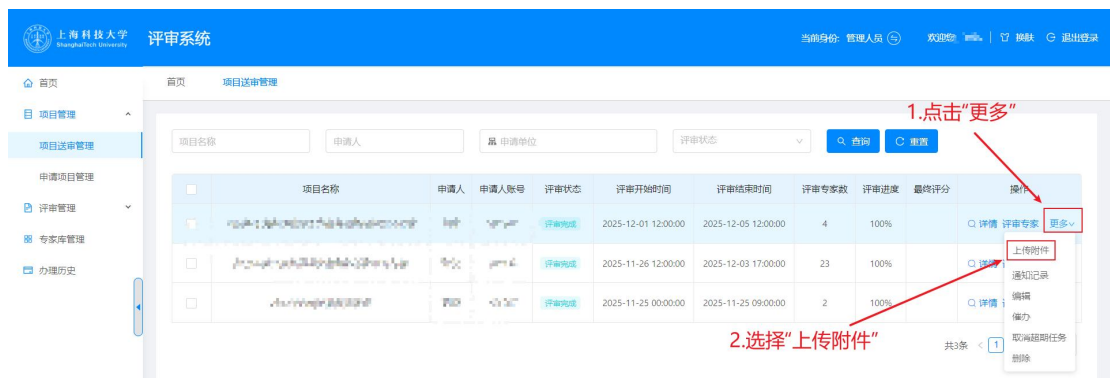 上海科技大学
ShanghaiTech University
评审系统
当前身份: 管理人员
欢迎您,
换肤
退出登录
首页
项目管理
项目送审管理
申请项目管理
评审管理
专家库管理
办理历史
首页 项目送审管理
1.点击“更多”
项目名称 申请人 申请单位 评审状态 查询 重置
项目名称 申请人 申请人账号 评审状态 评审开始时间 评审结束时间 评审专家数 评审进度 最终评分 操作
评审完成 2025-12-01 12:00:00 2025-12-05 12:00:00 4 100% 详情 评审专家 更多
评审完成 2025-11-26 12:00:00 2025-12-03 17:00:00 23 100% 详情
评审完成 2025-11-25 00:00:00 2025-11-25 09:00:00 2 100% 详情
上传附件
通知记录
编辑
催办
取消超期任务
删除
2.选择“上传附件”
共3条 < 1